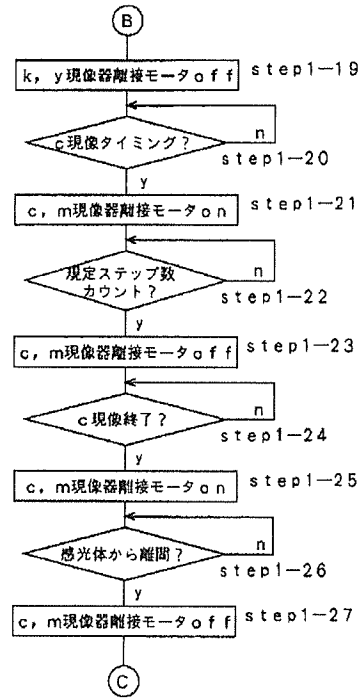 B
k，y現像器離接モータoff
step1-19
c現像タイミング？
n
step1-20
y
c，m現像器離接モータon
step1-21
規定ステップ数
カウント？
n
step1-22
y
c，m現像器離接モータoff
step1-23
c現像終了？
n
step1-24
y
c，m現像器離接モータon
step1-25
感光体から離間？
n
step1-26
y
c，m現像器離接モータoff
step1-27
C